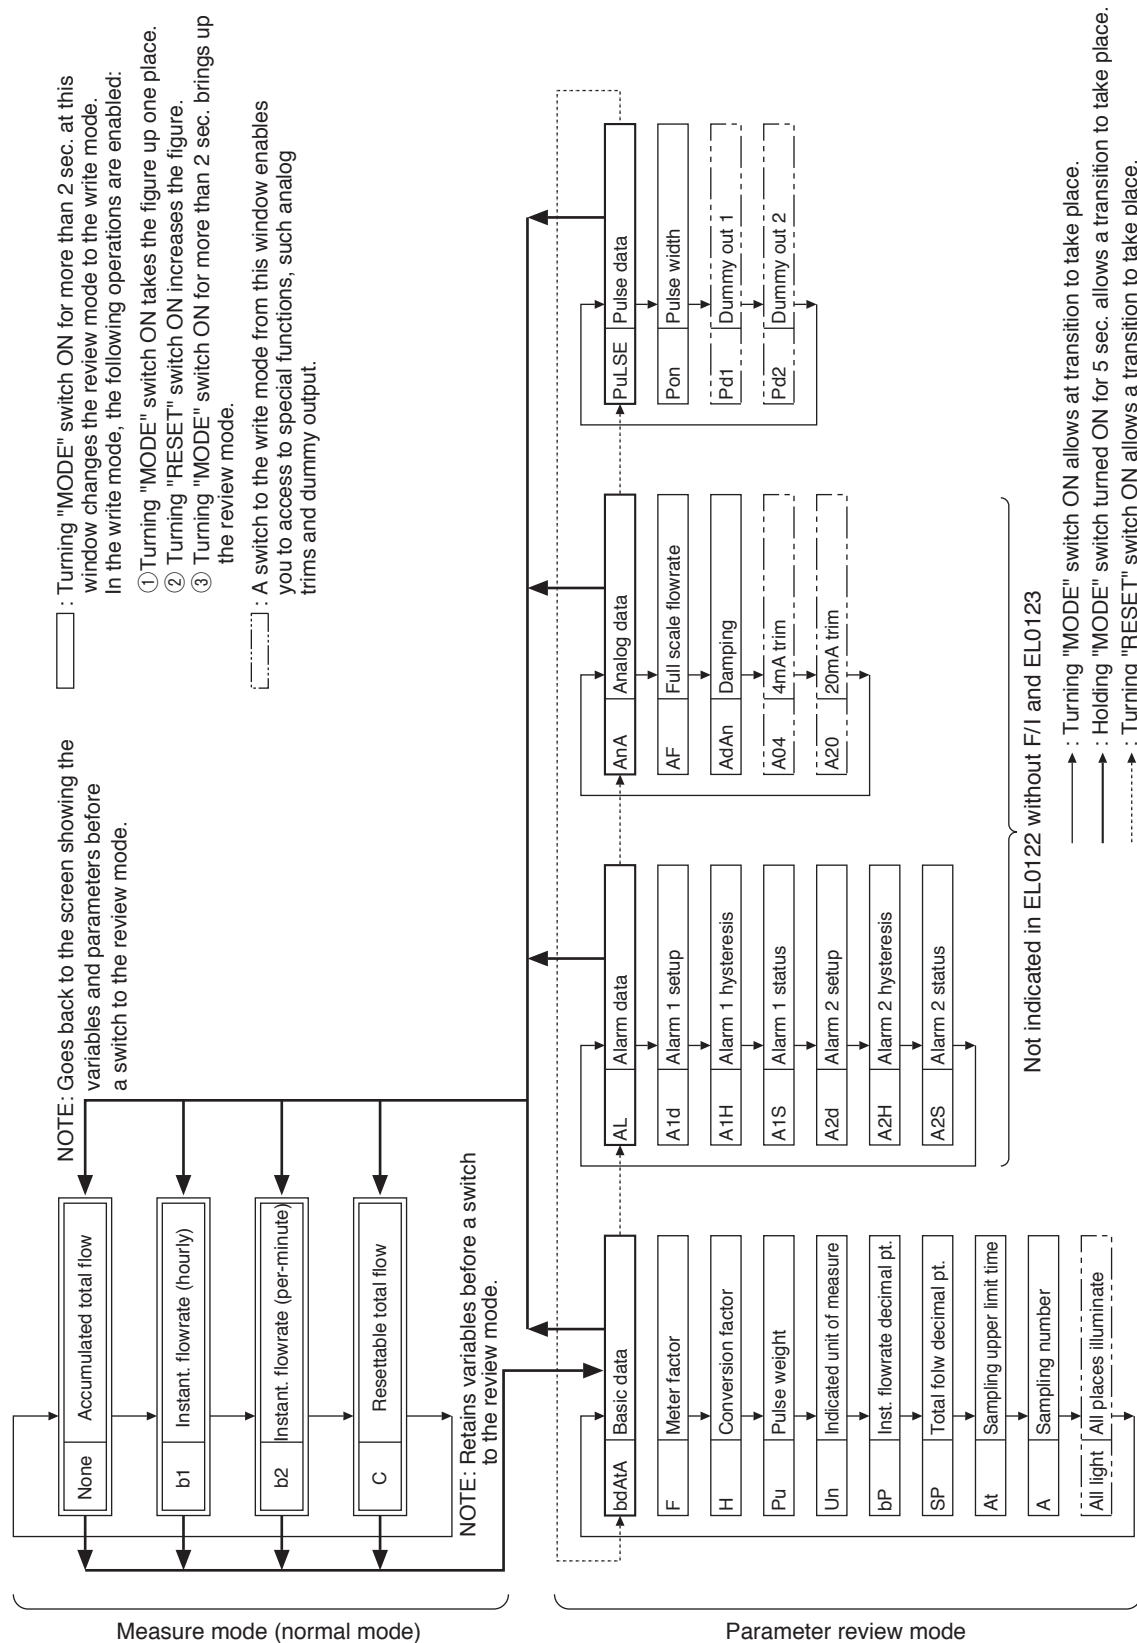 Measure mode (normal mode)
None
Accumulated total flow
b1
Instant. flowrate (hourly)
b2
Instant. flowrate (per-minute)
C
Resettable total flow
NOTE: Goes back to the screen showing the
variables and parameters before
a switch to the review mode.
NOTE: Retains variables before a switch
to the review mode.
: Turning "MODE" switch ON for more than 2 sec. at this
window changes the review mode to the write mode.
In the write mode, the following operations are enabled:
① Turning "MODE" switch ON takes the figure up one place.
② Turning "RESET" switch ON increases the figure.
③ Turning "MODE" switch ON for more than 2 sec. brings up
the review mode.
: A switch to the write mode from this window enables
you to access to special functions, such analog
trims and dummy output.
Parameter review mode
bdAtA
Basic data
F
Meter factor
H
Conversion factor
Pu
Pulse weight
Un
Indicated unit of measure
bP
Inst. flowrate decimal pt.
SP
Total folw decimal pt.
At
Sampling upper limit time
A
Sampling number
All light
All places illuminate
AL
Alarm data
A1d
Alarm 1 setup
A1H
Alarm 1 hysteresis
A1S
Alarm 1 status
A2d
Alarm 2 setup
A2H
Alarm 2 hysteresis
A2S
Alarm 2 status
AnA
Analog data
AF
Full scale flowrate
AdAn
Damping
A04
4mA trim
A20
20mA trim
PuLSE
Pulse data
Pon
Pulse width
Pd1
Dummy out 1
Pd2
Dummy out 2
Not indicated in EL0122 without F/I and EL0123
: Turning "MODE" switch ON allows at transition to take place.
: Holding "MODE" switch turned ON for 5 sec. allows a transition to take place.
: Turning "RESET" switch ON allows a transition to take place.